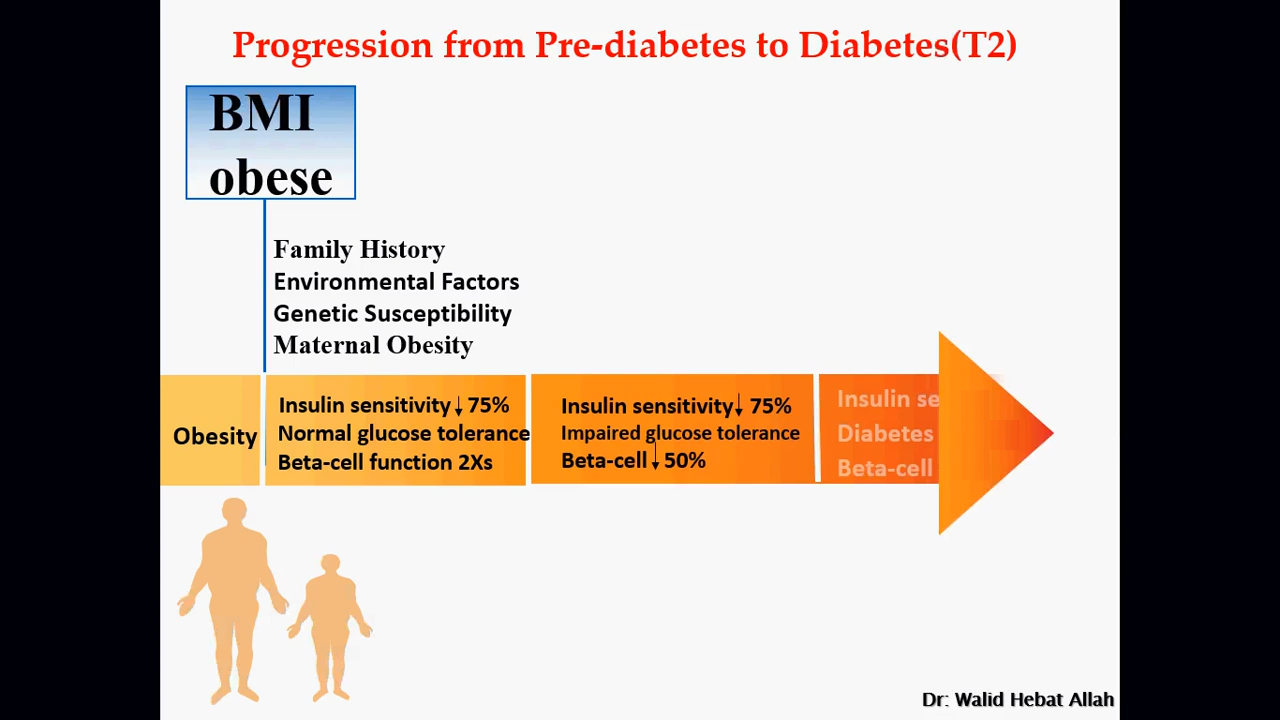 Progression from Pre-diabetes to Diabetes(T2)
BMI
obese
Family History
Environmental Factors
Genetic Susceptibility
Maternal Obesity
Obesity
Insulin sensitivity↓75%
Normal glucose tolerance
Beta-cell function 2Xs
Insulin sensitivity↓ 75%
Impaired glucose tolerance
Beta-cell↓50%
Insulin
Diabetes
Beta-cell
Dr: Walid Hebat Allah